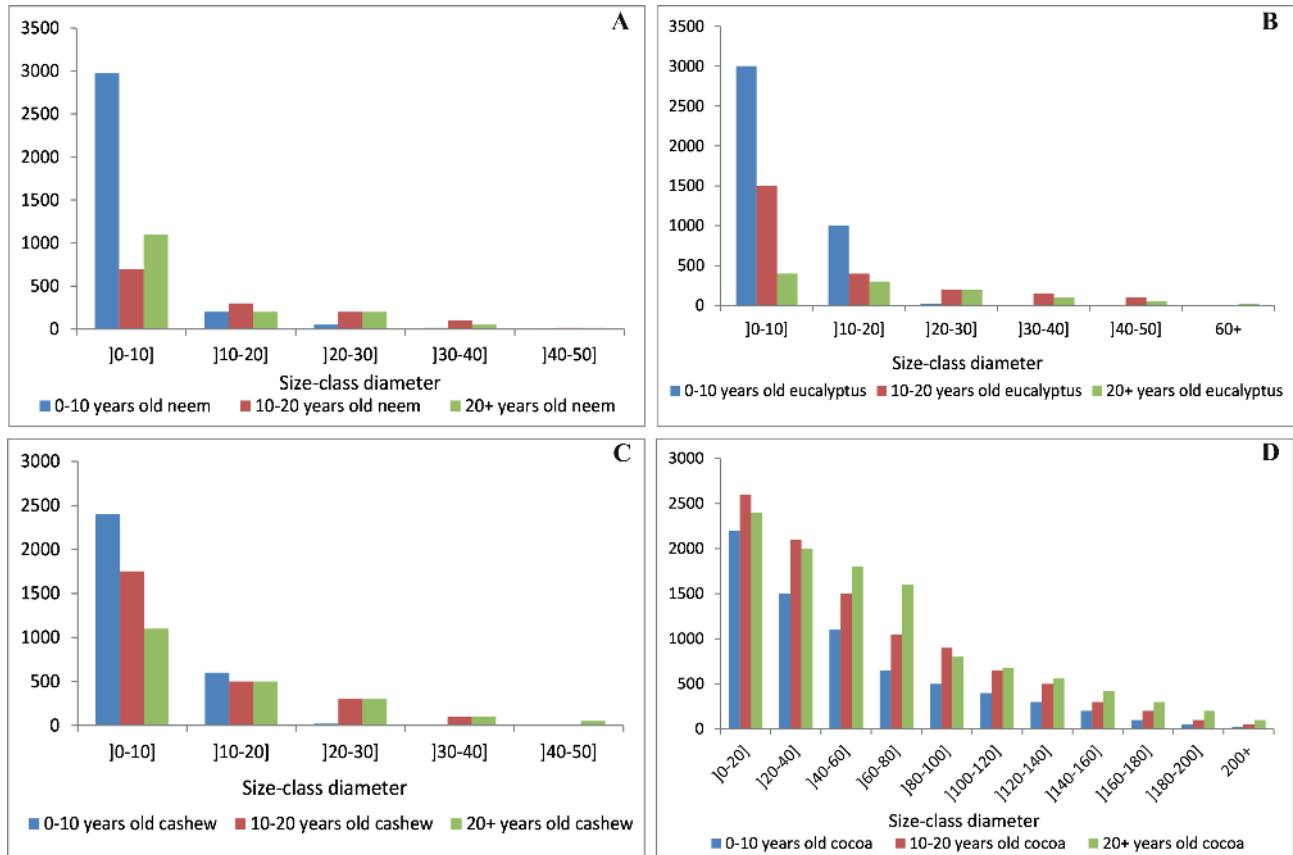 A
3500
3000
2500
2000
1500
1000
500
0
]0-10] ]10-20] ]20-30] ]30-40] ]40-50]
Size-class diameter
0-10 years old neem 10-20 years old neem 20+ years old neem
B
3500
3000
2500
2000
1500
1000
500
0
]0-10] ]10-20] ]20-30] ]30-40] ]40-50] 60+
Size-class diameter
0-10 years old eucalyptus 10-20 years old eucalyptus 20+ years old eucalyptus
C
3000
2500
2000
1500
1000
500
0
]0-10] ]10-20] ]20-30] ]30-40] ]40-50]
Size-class diameter
0-10 years old cashew 10-20 years old cashew 20+ years old cashew
D
3000
2500
2000
1500
1000
500
0
]0-20] ]20-40] ]40-60] ]60-80] ]80-100] ]100-120] ]120-140] ]140-160] ]160-180] ]180-200] 200+
Size-class diameter
0-10 years old cocoa 10-20 years old cocoa 20+ years old cocoa